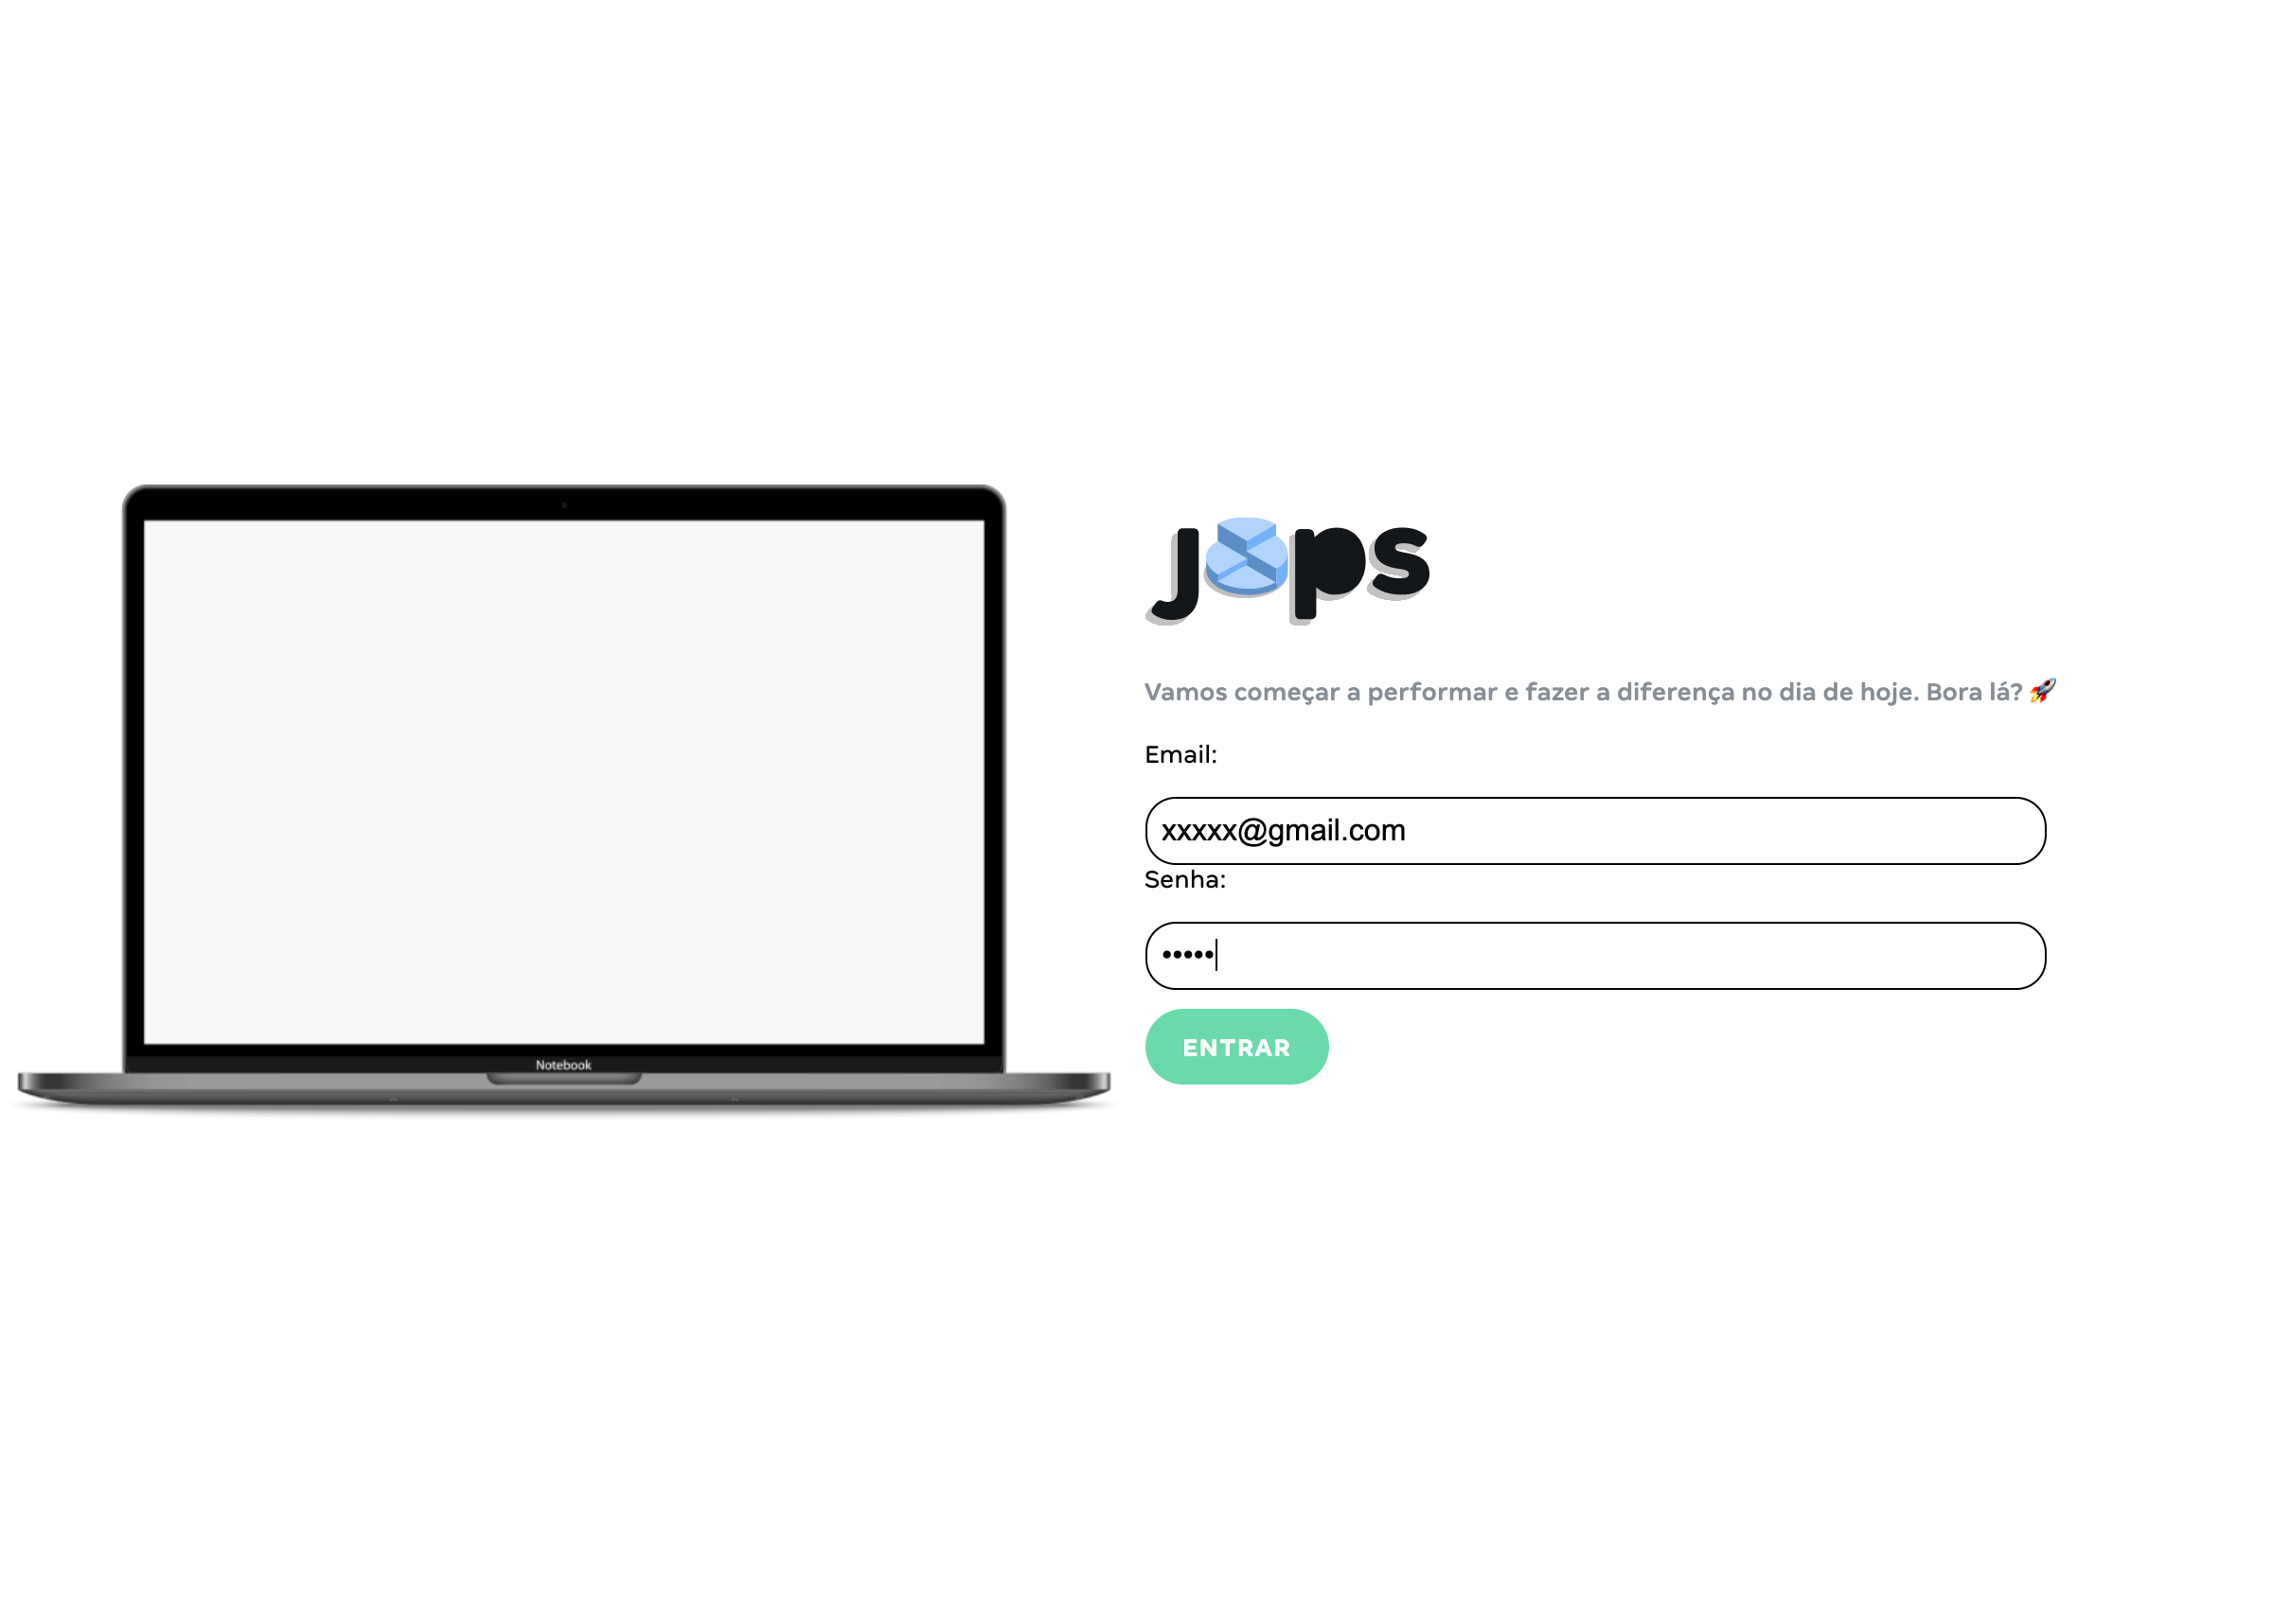 jops
Vamos começar a performar e fazer a diferença no dia de hoje. Bora lá? 🚀
Email:
xxxxx@gmail.com
Senha:
•••••
ENTRAR
Notebook